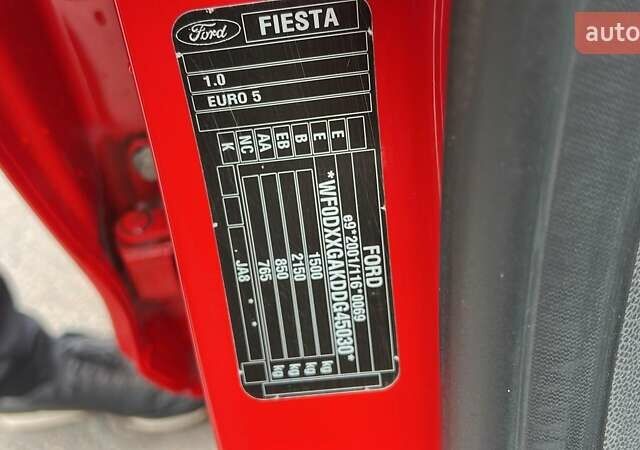 Ford
FIESTA
1.0
EURO 5
K NC AA EB B E E
FORD
e9*2001/116*0069
*WF0DXXGAKDDG45030*
1500 kg
2150 kg
850 kg
765 kg
JA8
auto